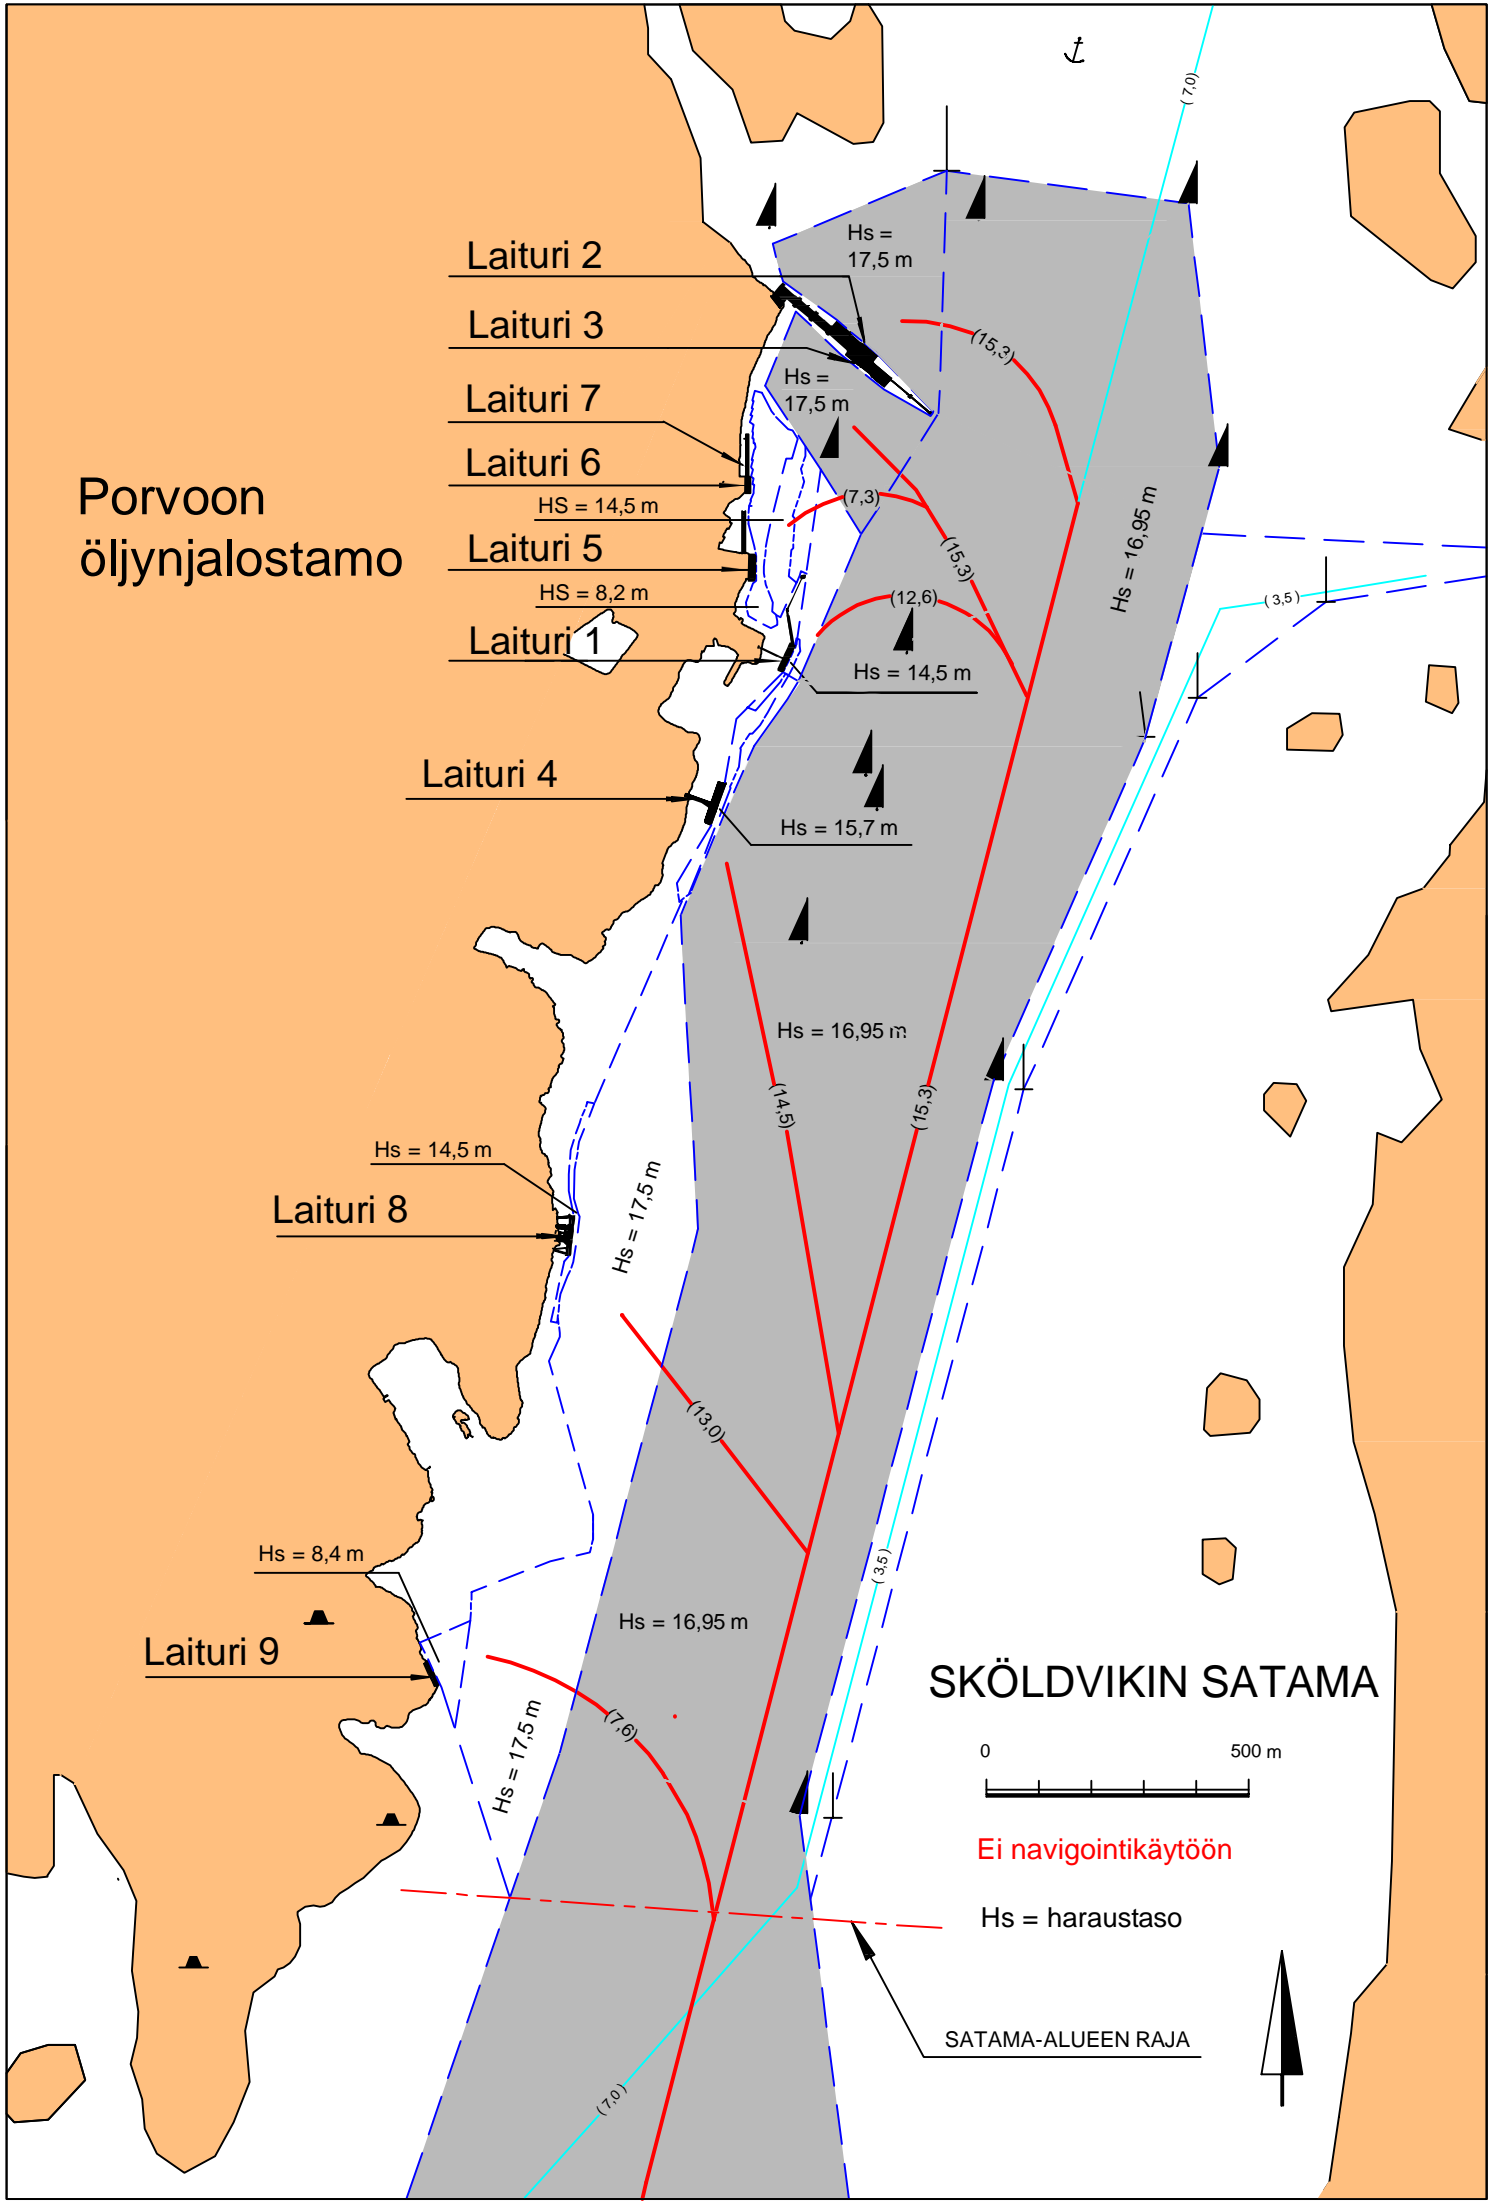 (7,0)
Hs =
17,5 m
Laituri 2
Laituri 3
(15,3)
Hs =
17,5 m
Laituri 7
Laituri 6
Porvoon
öljynjalostamo
HS = 14,5 m
(7,3)
Hs = 16,95 m
Laituri 5
(15,3)
HS = 8,2 m
(12,6)
(3,5)
Laituri 1
Hs = 14,5 m
Laituri 4
Hs = 15,7 m
Hs = 16,95 m
(14,5)
(15,3)
Hs = 14,5 m
Hs = 17,5 m
Laituri 8
(13,0)
Hs = 8,4 m
(3,5)
Hs = 16,95 m
Laituri 9
SKÖLDVIKIN SATAMA
(7,6)
Hs = 17,5 m
0 500 m
Ei navigointikäytöön
Hs = haraustaso
SATAMA-ALUEEN RAJA
(7,0)